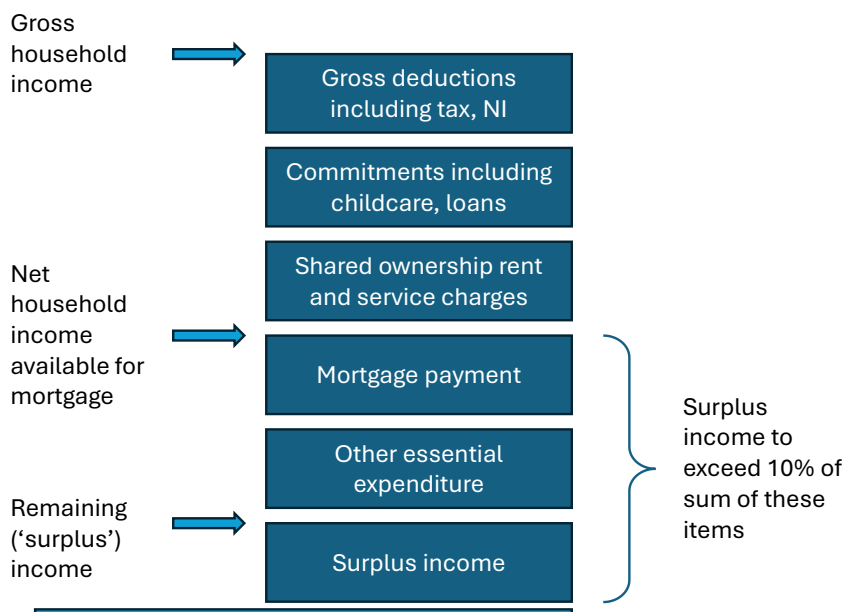 Gross
household
income
Gross deductions
including tax, NI
Commitments including
childcare, loans
Shared ownership rent
and service charges
Net
household
income
available for
mortgage
Mortgage payment
Other essential
expenditure
Remaining
(‘surplus’)
income
Surplus income
Surplus
income to
exceed 10% of
sum of these
items